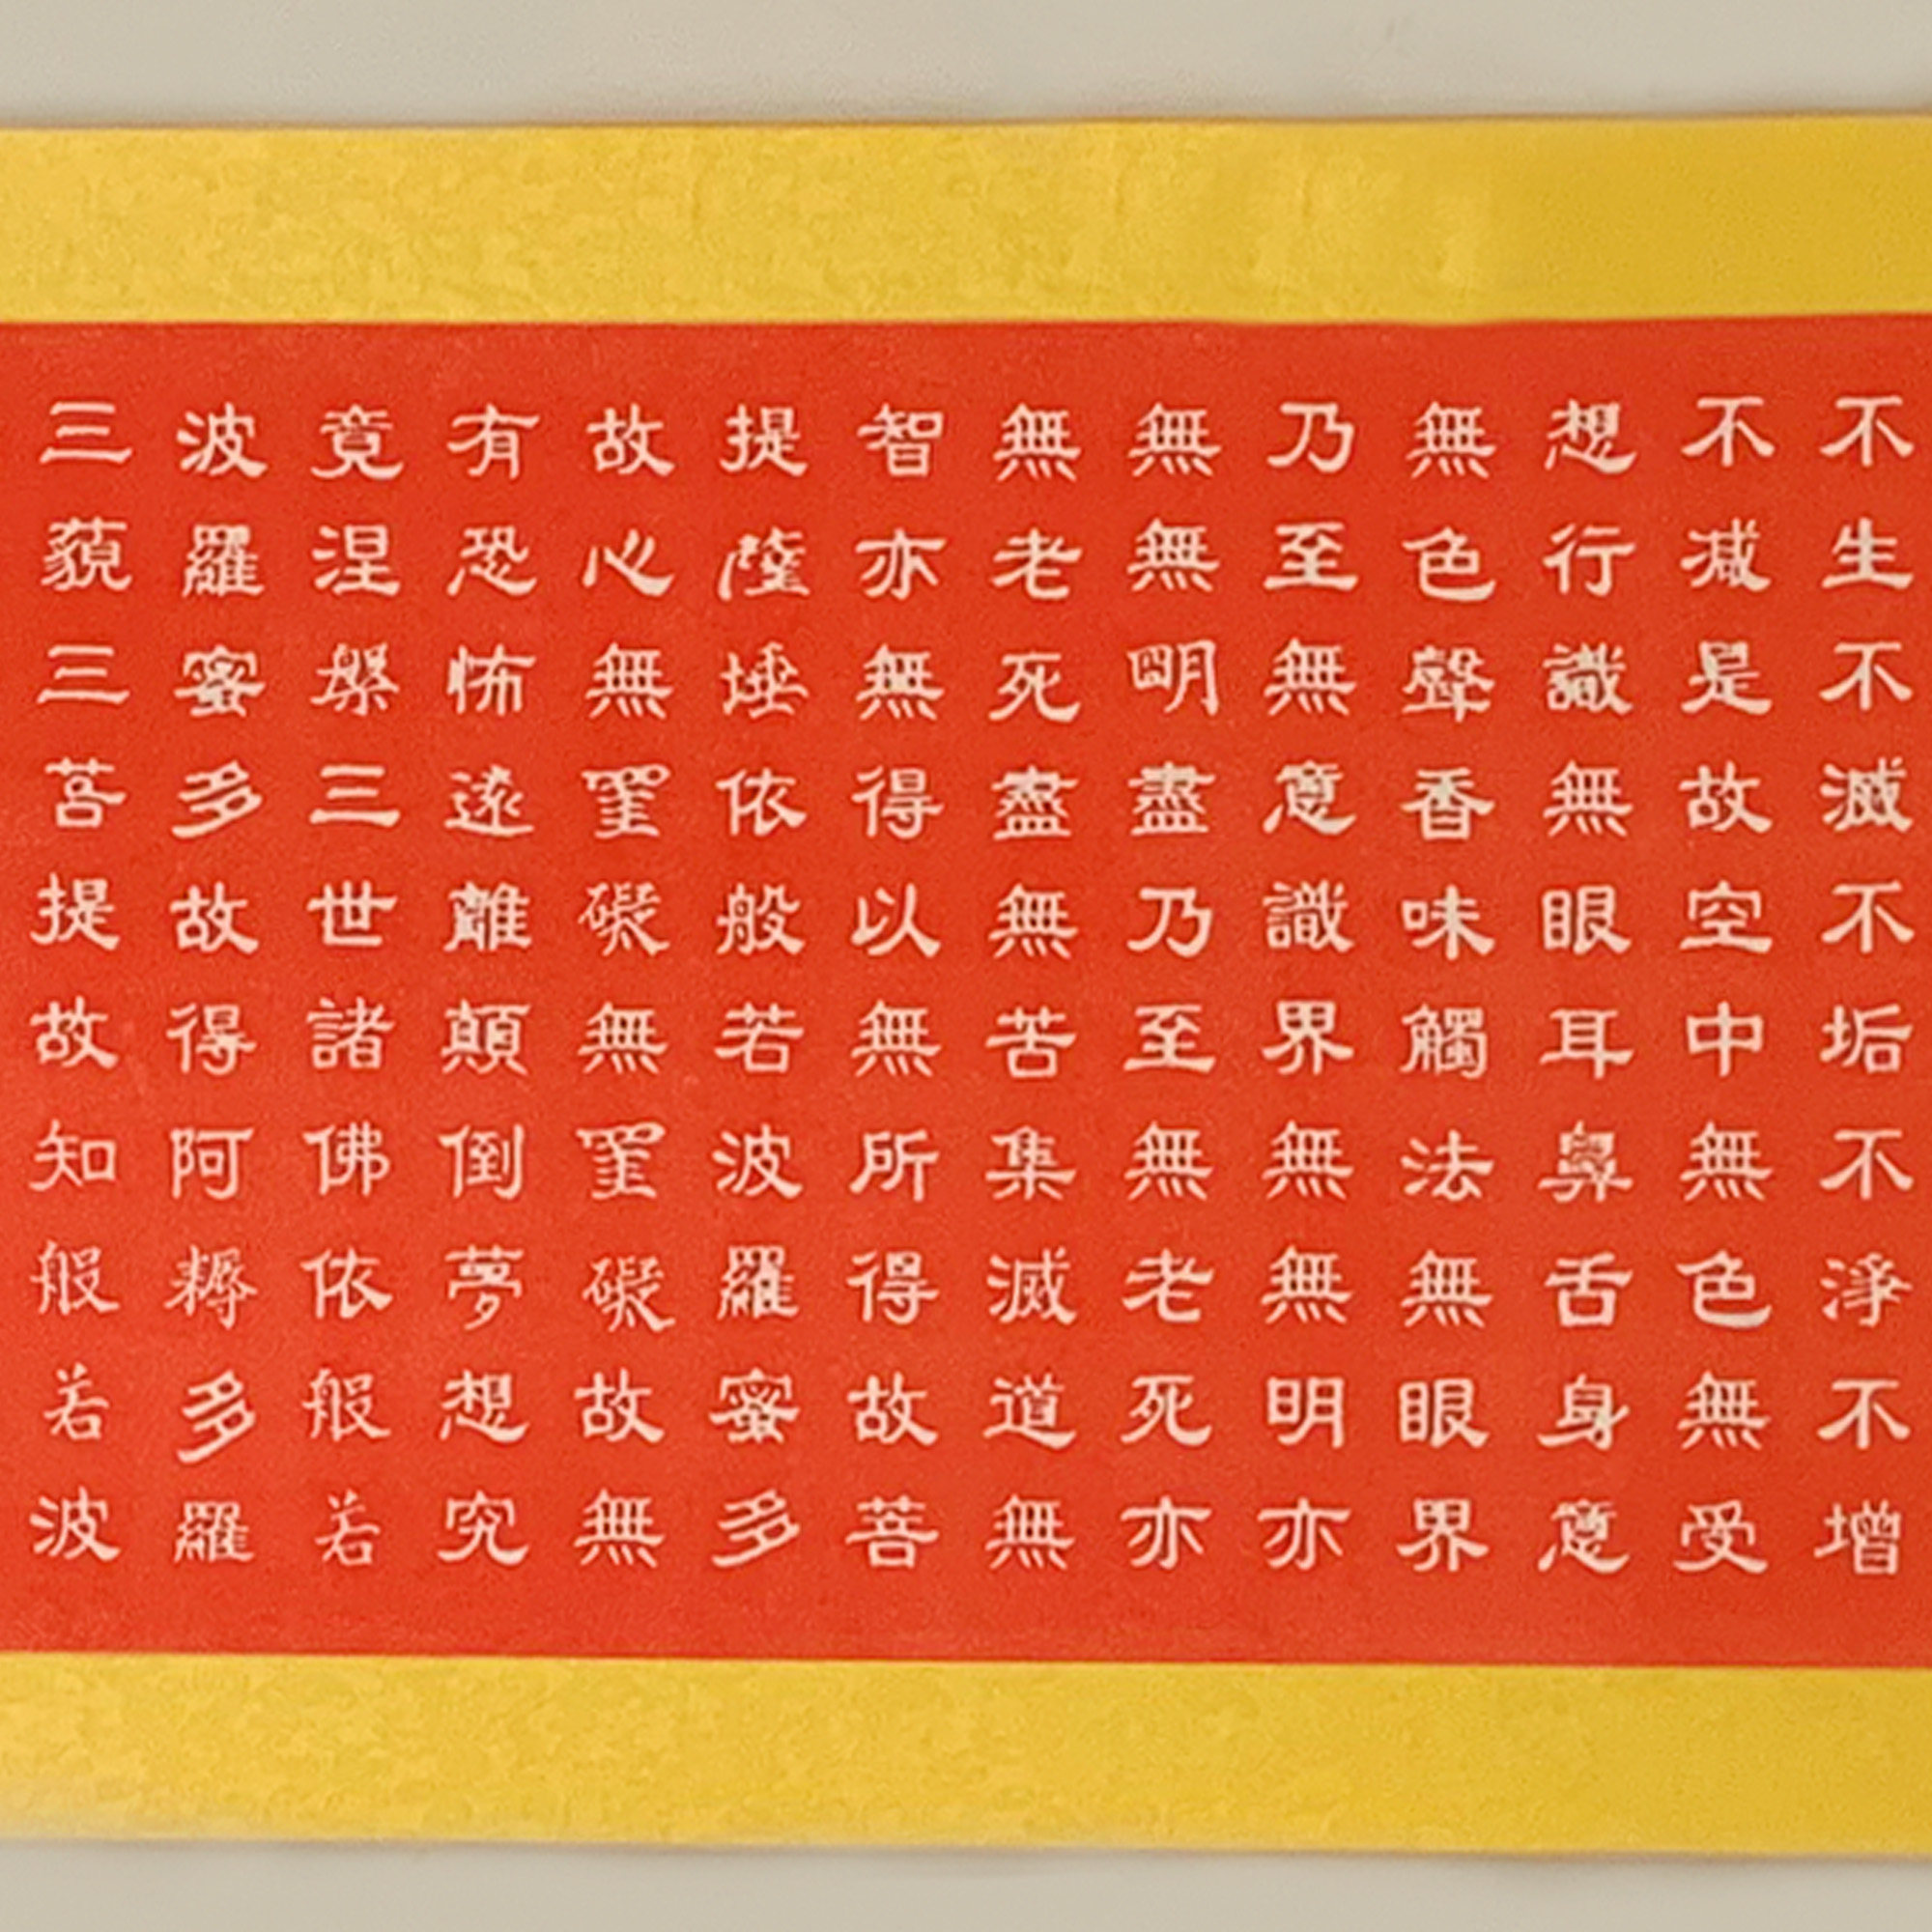 不生不滅不垢不淨不增
不減是故空中無色無受
想行識無眼耳鼻舌身意
無色聲香味觸法無眼界
乃至無意識界無無明亦
無無明盡乃至無老死亦
無老死盡無苦集滅道無
智亦無得以無所得故菩
提薩埵依般若波羅蜜多
故心無罣礙無罣礙故無
有恐怖遠離顛倒夢想究
竟涅槃三世諸佛依般若
波羅蜜多故得阿耨多羅
三藐三菩提故知般若波